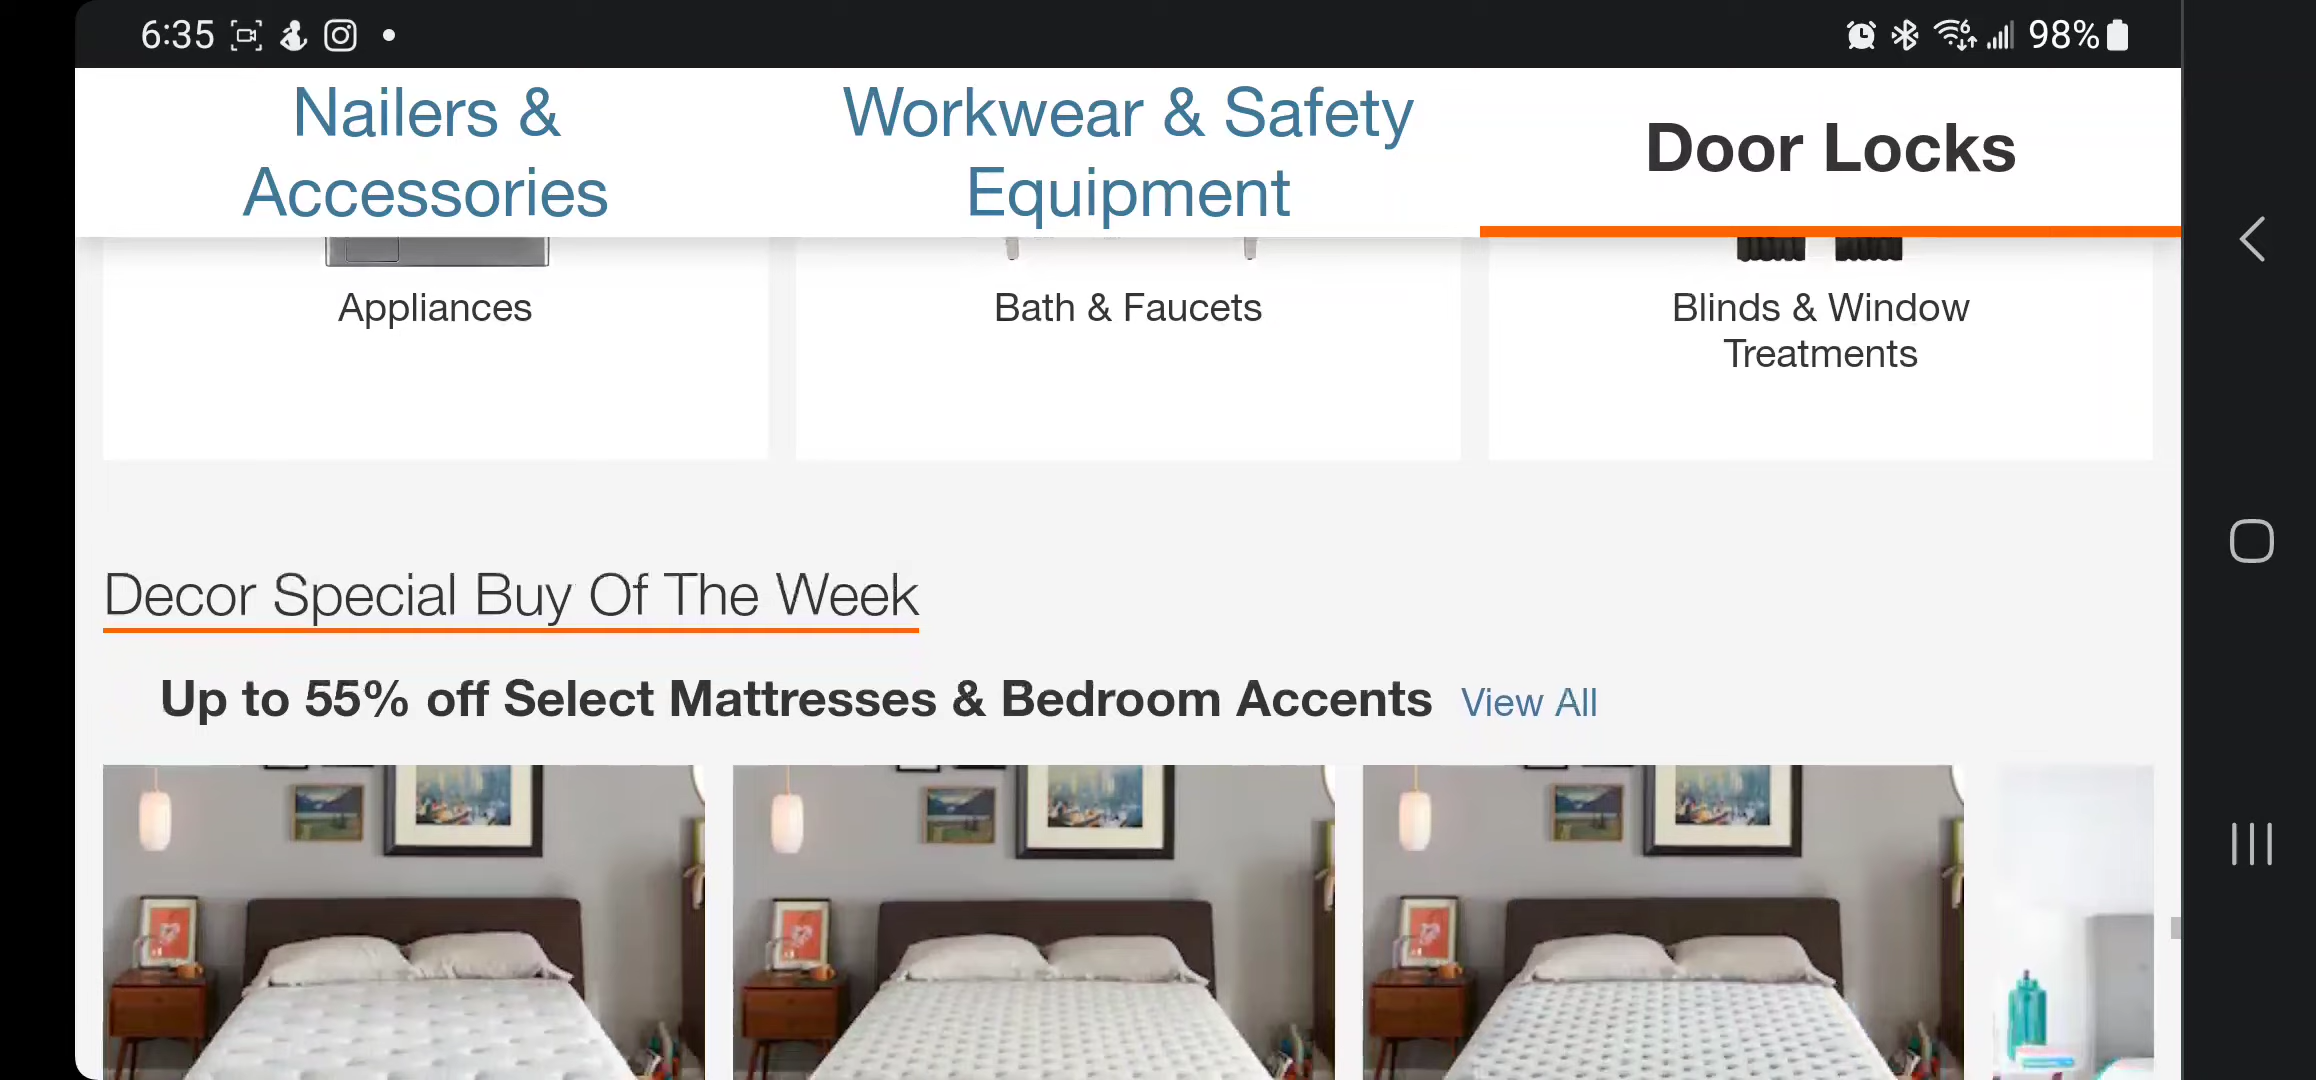 6:35
98%
Nailers &
Accessories
Workwear & Safety
Equipment
Door Locks
Appliances
Bath & Faucets
Blinds & Window
Treatments
Decor Special Buy Of The Week
Up to 55% off Select Mattresses & Bedroom Accents View All